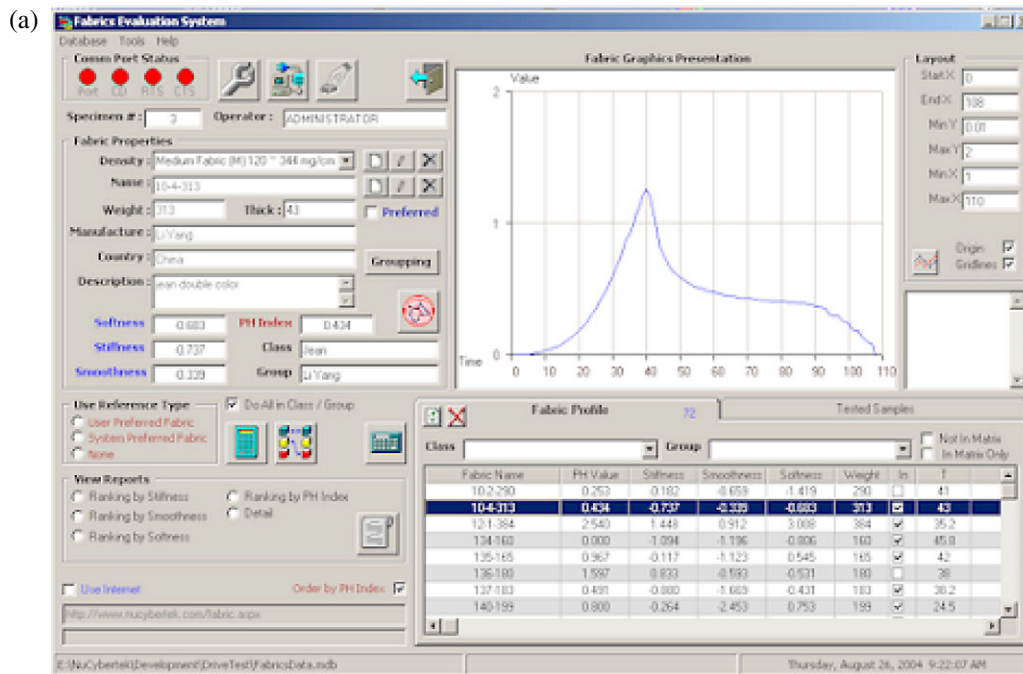 (a)
Fabrics Evaluation System
Database Tools Help
Comm Port Status
Port CD RTS CTS
Specimen # : 3 Operator : ADMINISTRATOR
Fabric Properties
Density : Medium Fabric (M) 120 ~ 344 mg/cm
Name : 10-4-313
Weight : 313 Thick : 43 Preferred
Manufacture : Li Yang
Country : China Groupping
Description : jean double color
Softness -0.683 PH Index 0.434
Stiffness -0.737 Class Jean
Smoothness -0.339 Group Li Yang
Fabric Graphics Presentation
Value
2
1
0
Time
0 10 20 30 40 50 60 70 80 90 100 110
Layout
Start X 0
End X 108
Min Y 0.01
Max Y 2
Min X 1
Max X 110
Origin
Gridlines
Use Reference Type
User Preferred Fabric
System Preferred Fabric
None
Do All in Class / Group
View Reports
Ranking by Stiffness Ranking by PH Index
Ranking by Smoothness Detail
Ranking by Softness
Use Internet Order by PH Index
http://www.nucybertek.com/fabric.aspx
Fabric Profile 72 Tested Samples
Class Group Not In Matrix
In Matrix Only
Fabric Name PH Value Stiffness Smoothness Softness Weight In T
10-2-290 0.253 -0.182 -0.659 -1.419 290 41
10-4-313 0.434 -0.737 -0.339 -0.683 313 43
12-1-384 2.540 1.448 0.912 3.008 384 35.2
134-160 0.000 -1.094 -1.196 -0.806 160 45.8
135-165 0.967 -0.117 -1.123 0.545 165 42
136-180 1.597 0.833 -0.593 -0.531 180 38
137-183 0.491 -0.880 -1.669 -0.431 183 38.2
140-199 0.800 -0.264 -2.453 0.753 199 24.5
E:\NuCybertek\Development\DriveTest\FabricsData.mdb
Thursday, August 26, 2004 9:22:07 AM